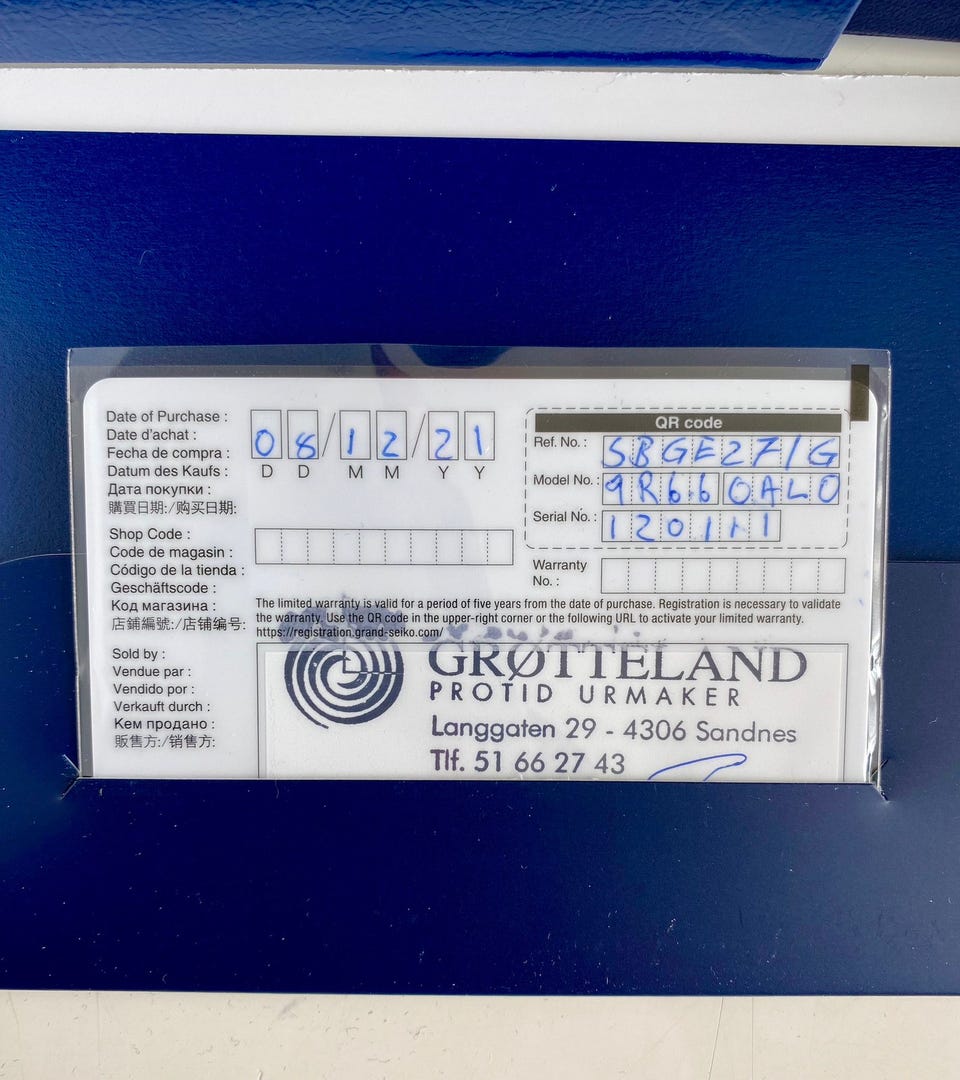 Date of Purchase :
Date d'achat :
Fecha de compra :
Datum des Kaufs :
Дата покупки :
購買日期:/购买日期:
08/12/21
D D M M Y Y
QR code
Ref. No. : SBGE271G
Model No. : 9R66 0AL0
Serial No. : 120111
Warranty
No. :
Shop Code :
Code de magasin :
Código de la tienda :
Geschäftscode :
Код магазина :
店鋪編號:/店铺编号:
The limited warranty is valid for a period of five years from the date of purchase. Registration is necessary to validate
the warranty. Use the QR code in the upper-right corner or the following URL to activate your limited warranty.
https://registration.grand-seiko.com/
Sold by :
Vendue par :
Vendido por :
Verkauft durch :
Кем продано :
販售方:/销售方:
GRØTTELAND
PROTID URMAKER
Langgaten 29 - 4306 Sandnes
Tlf. 51 66 27 43